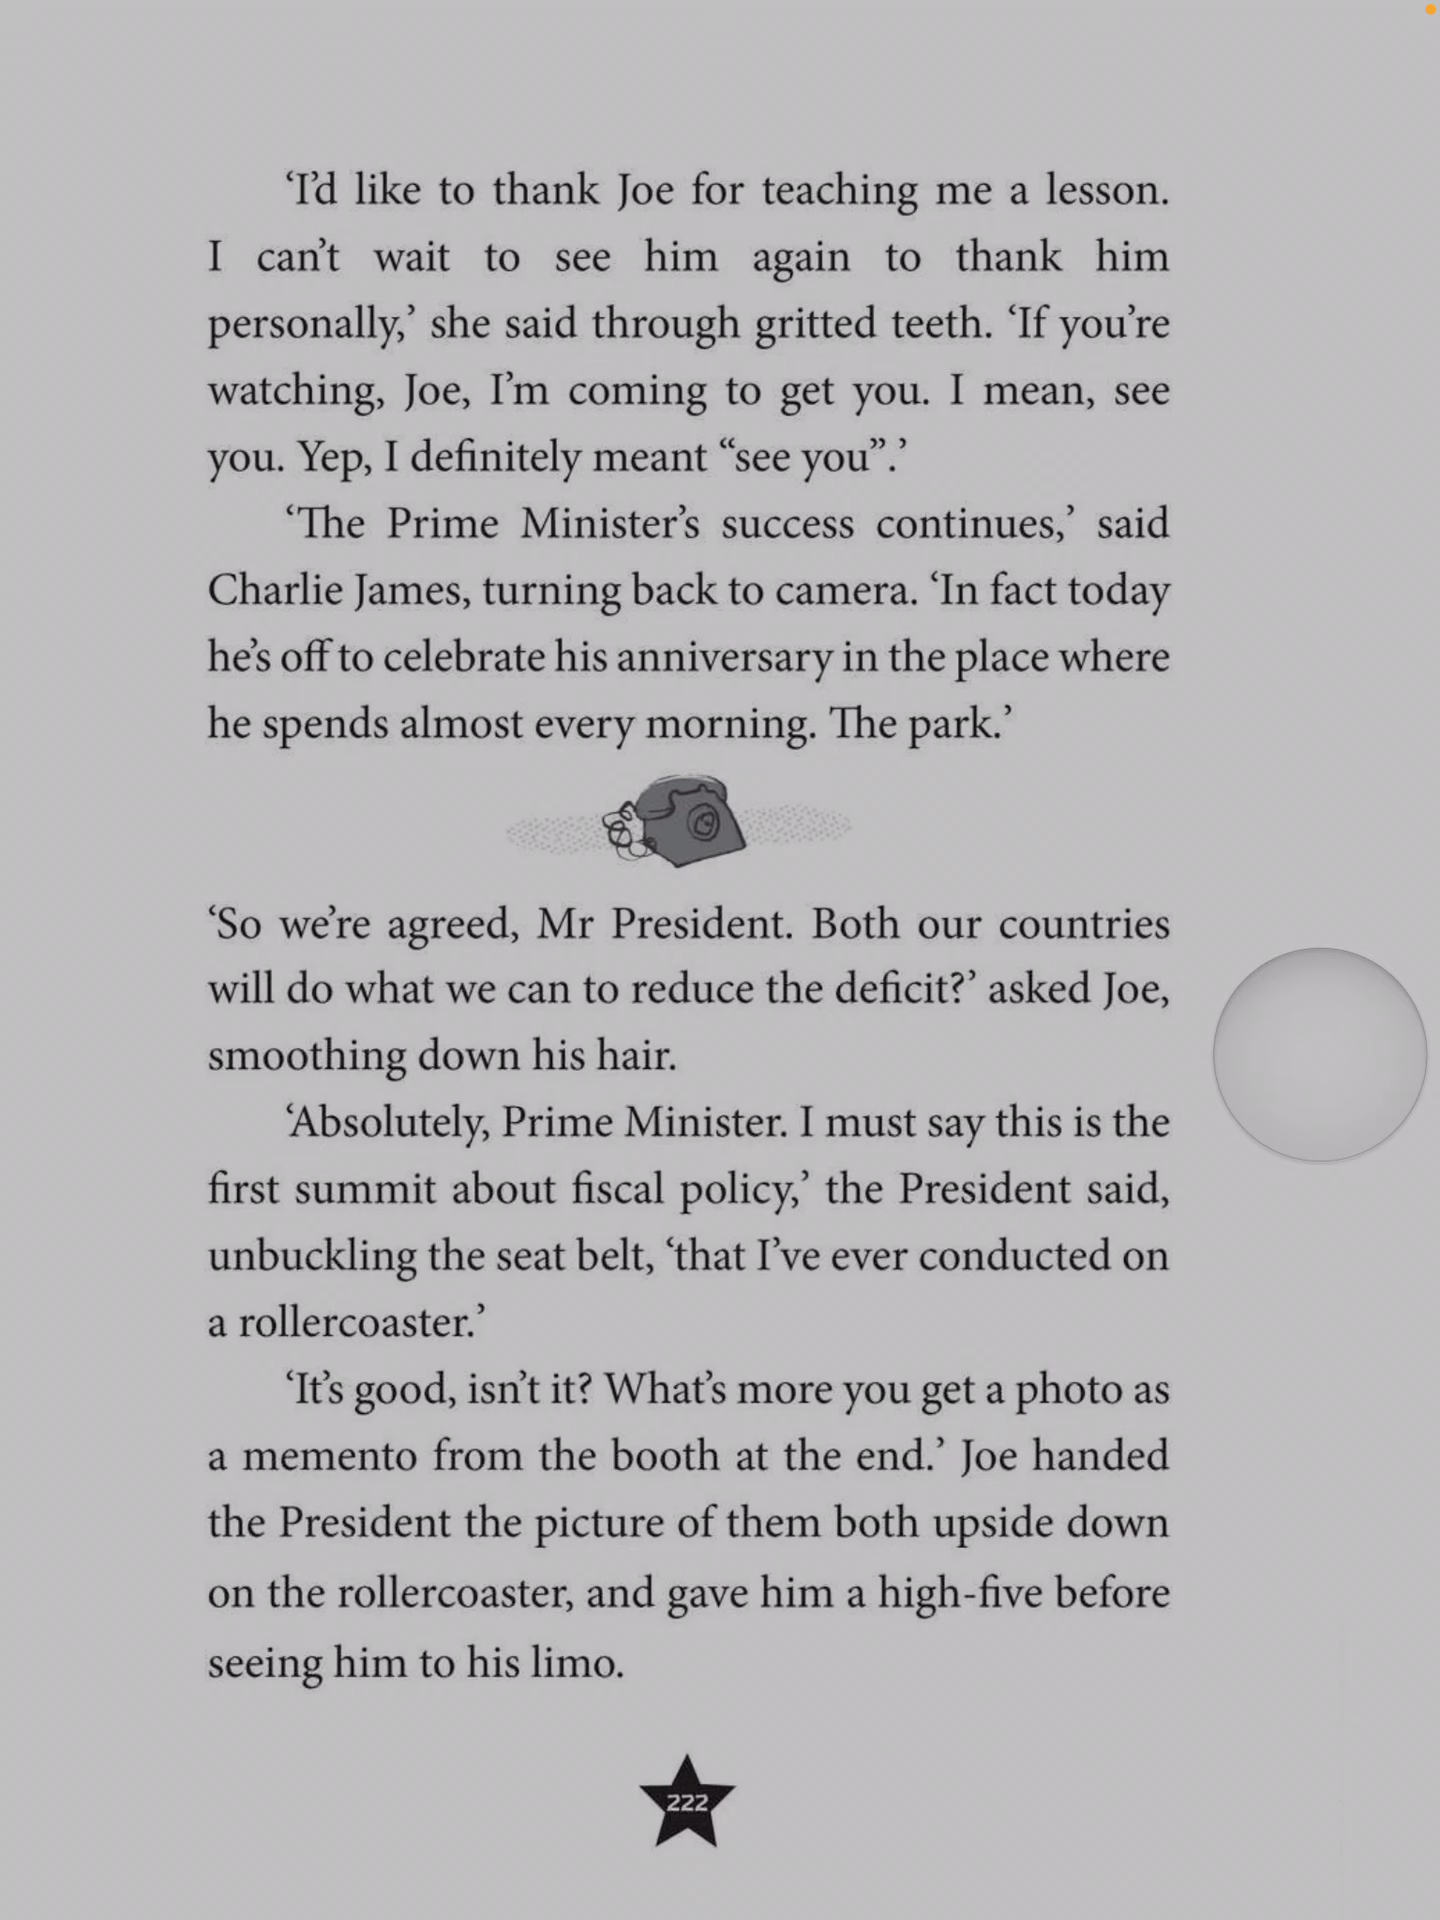 ‘I’d like to thank Joe for teaching me a lesson.
I can’t wait to see him again to thank him
personally,’ she said through gritted teeth. ‘If you’re
watching, Joe, I’m coming to get you. I mean, see
you. Yep, I definitely meant “see you”.’
‘The Prime Minister’s success continues,’ said
Charlie James, turning back to camera. ‘In fact today
he’s off to celebrate his anniversary in the place where
he spends almost every morning. The park.’
‘So we’re agreed, Mr President. Both our countries
will do what we can to reduce the deficit?’ asked Joe,
smoothing down his hair.
‘Absolutely, Prime Minister. I must say this is the
first summit about fiscal policy,’ the President said,
unbuckling the seat belt, ‘that I’ve ever conducted on
a rollercoaster.’
‘It’s good, isn’t it? What’s more you get a photo as
a memento from the booth at the end.’ Joe handed
the President the picture of them both upside down
on the rollercoaster, and gave him a high-five before
seeing him to his limo.
222